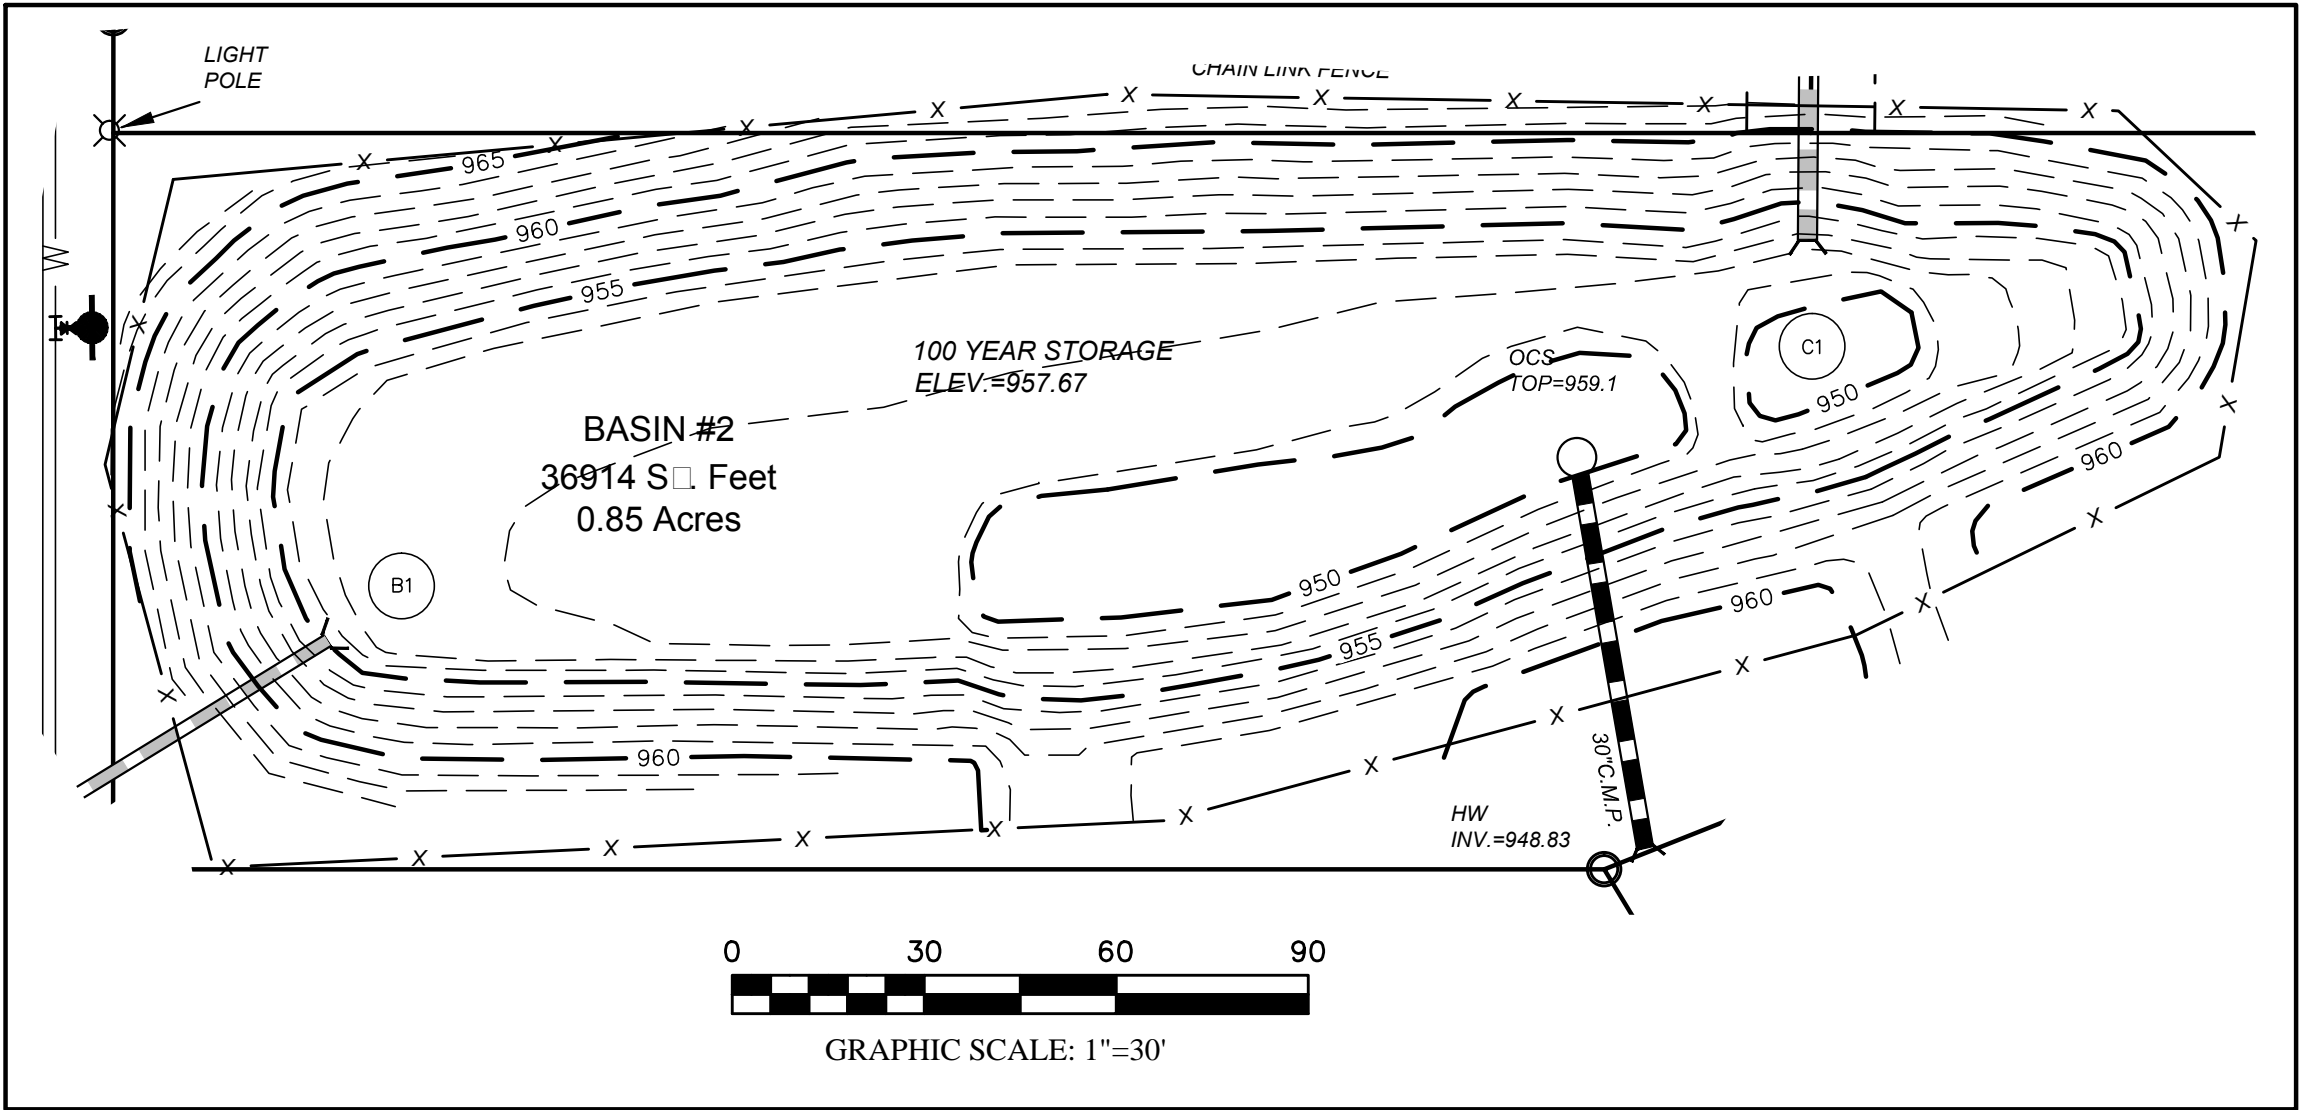 LIGHT
POLE
CHAIN LINK FENCE
965
960
955
W
H
100 YEAR STORAGE
ELEV.=957.67
OCS
TOP=959.1
C1
950
BASIN #2
36914 S□. Feet
0.85 Acres
960
B1
950
960
955
960
30"C.M.P.
HW
INV.=948.83
0 30 60 90
GRAPHIC SCALE: 1"=30'